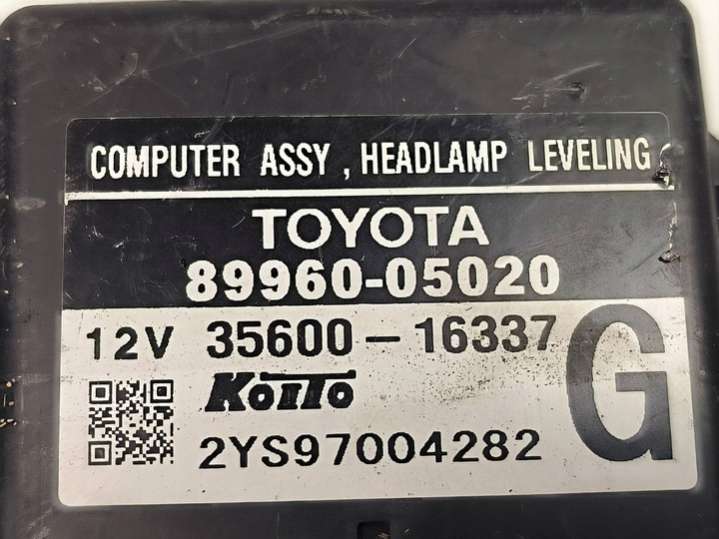 COMPUTER ASSY , HEADLAMP LEVELING
TOYOTA
89960-05020
12V 35600-16337
KOITO
2YS97004282
G